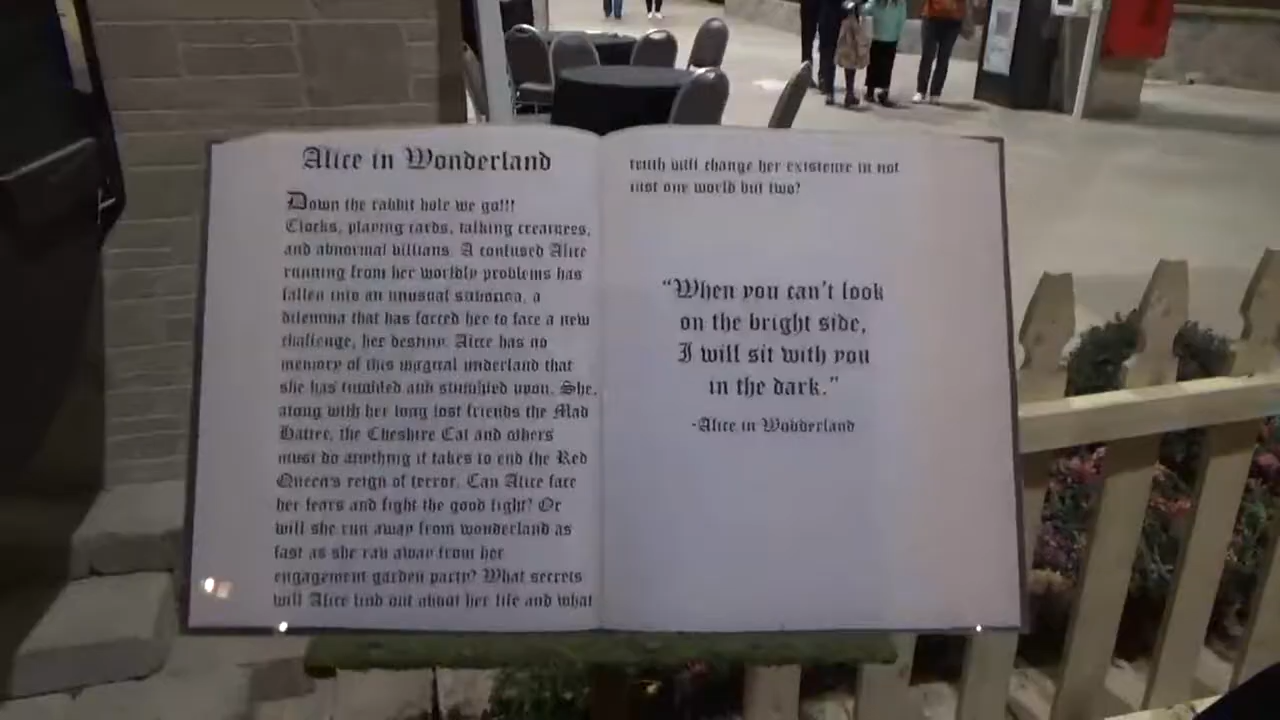 Alice in Wonderland
Down the rabbit hole we go!!!
Clocks, playing cards, talking creatures,
and abnormal villians. A confused Alice
running from her worldly problems has
fallen into an unusual subonca, a
dilemma that has forced her to face a new
challenge, her destiny. Alice has no
memory of this magical underland that
she has tumbled and stumbled upon. She,
along with her long lost friends the Mad
Hatter, the Cheshire Cat and others
must do anything it takes to end the Red
Queen's reign of terror. Can Alice face
her fears and fight the good fight? Or
will she run away from wonderland as
fast as she ran away from her
engagement garden party? What secrets
will Alice find out about her life and what
truth will change her existence in not
just one world but two?
"When you can't look
on the bright side,
I will sit with you
in the dark."
-Alice in Wobberland